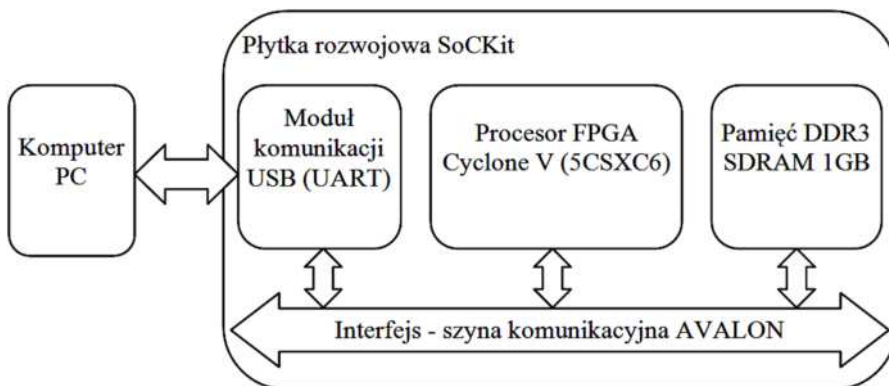 Płytka rozwojowa SoCKit
Komputer
PC
Moduł
komunikacji
USB (UART)
Procesor FPGA
Cyclone V (5CSXC6)
Pamięć DDR3
SDRAM 1GB
Interfejs - szyna komunikacyjna AVALON